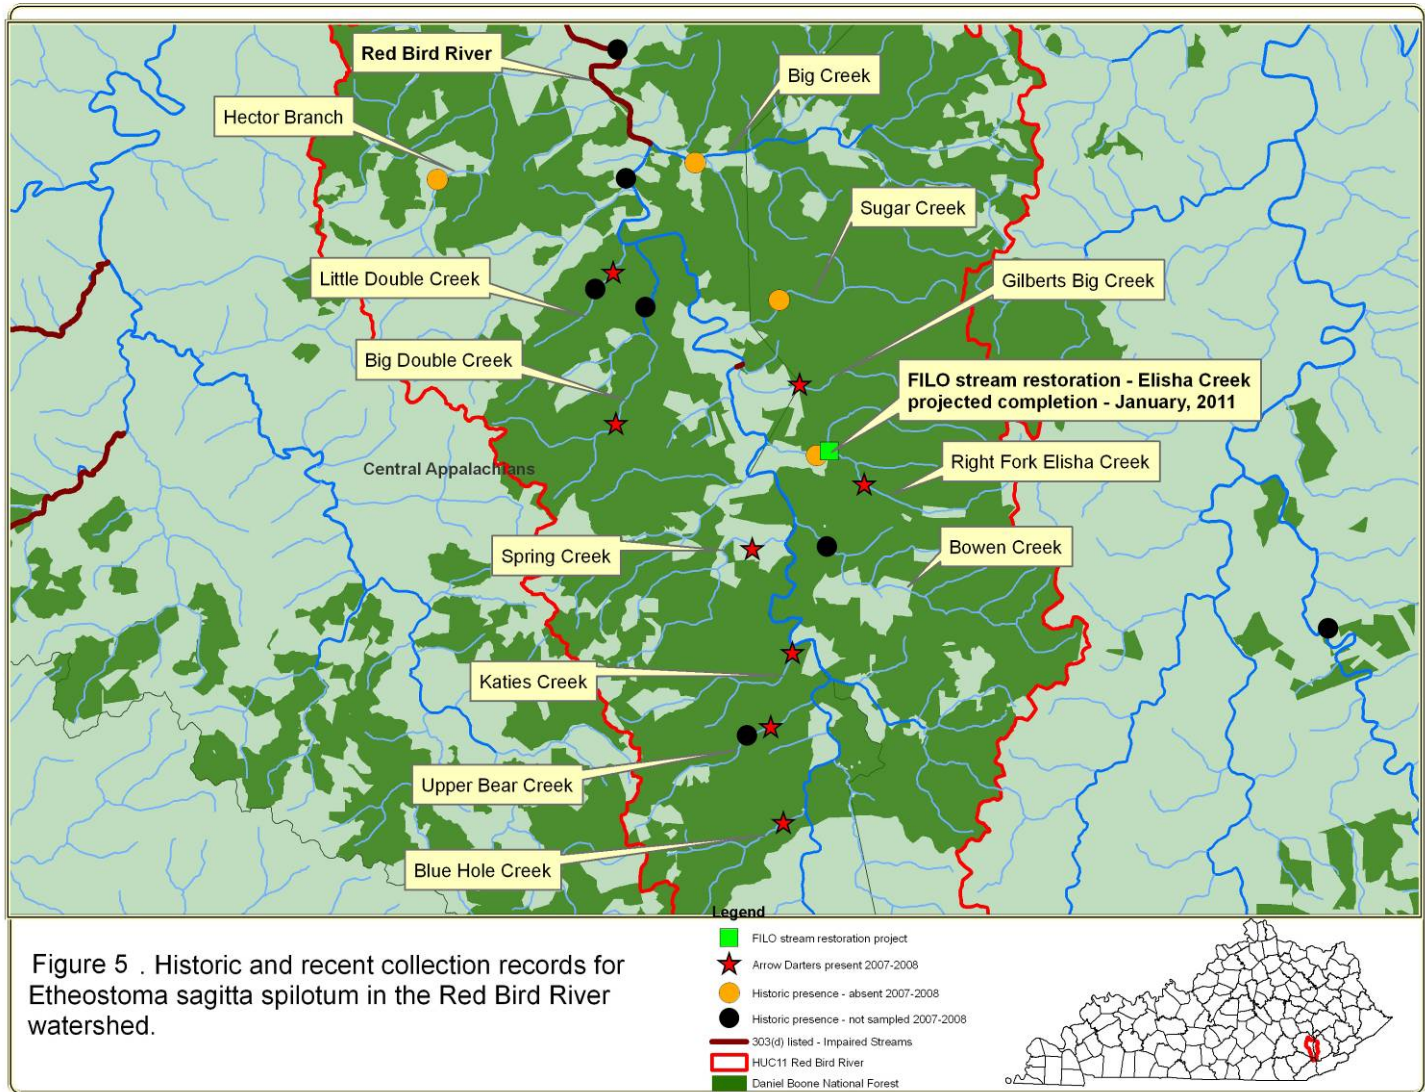 Red Bird River
Big Creek
Hector Branch
Sugar Creek
Little Double Creek
Gilberts Big Creek
Big Double Creek
FILO stream restoration - Elisha Creek
projected completion - January, 2011
Central Appalachians
Right Fork Elisha Creek
Spring Creek
Bowen Creek
Katies Creek
Upper Bear Creek
Blue Hole Creek
Legend
FILO stream restoration project
Arrow Darters present 2007-2008
Historic presence - absent 2007-2008
Historic presence - not sampled 2007-2008
303(d) listed - Impaired Streams
HUC11 Red Bird River
Daniel Boone National Forest
Figure 5 . Historic and recent collection records for
Etheostoma sagitta spilotum in the Red Bird River
watershed.